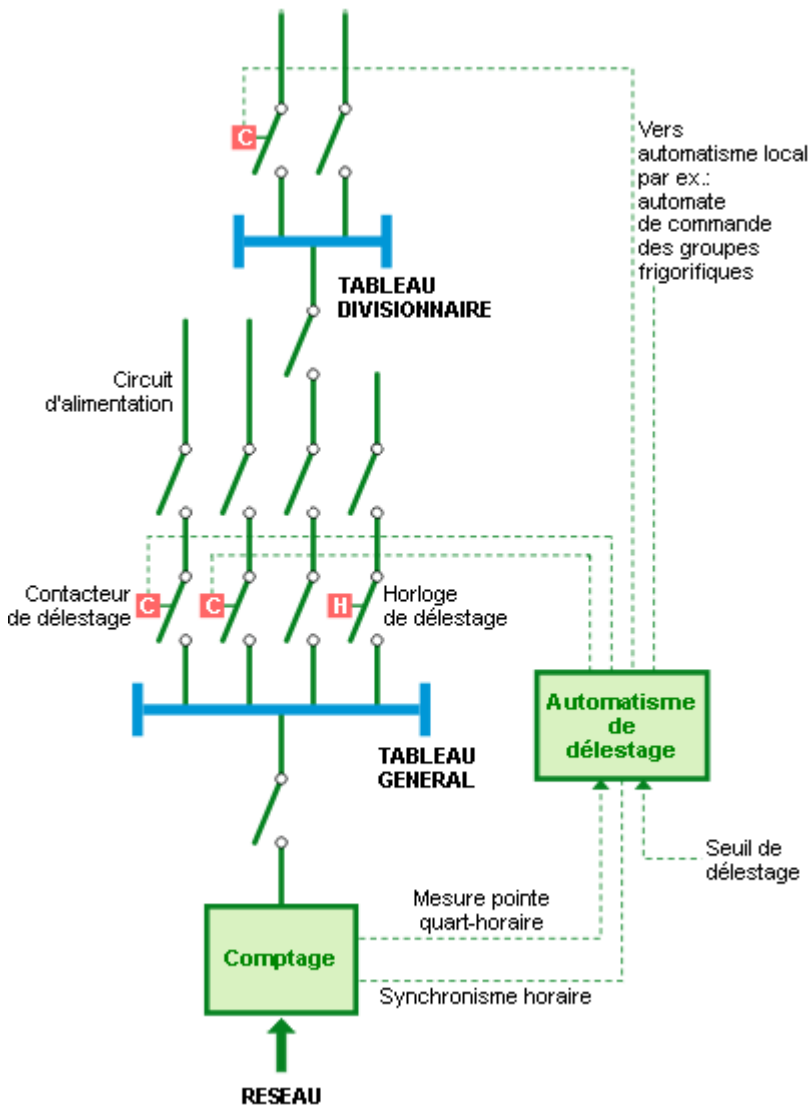 C
Vers
automatisme local
par ex.:
automate
de commande
des groupes
frigorifiques
TABLEAU
DIVISIONNAIRE
Circuit
d'alimentation
Contacteur
de délestage
C
C
H
Horloge
de délestage
Automatisme
de
délestage
TABLEAU
GENERAL
Seuil de
délestage
Mesure pointe
quart-horaire
Comptage
Synchronisme horaire
RESEAU